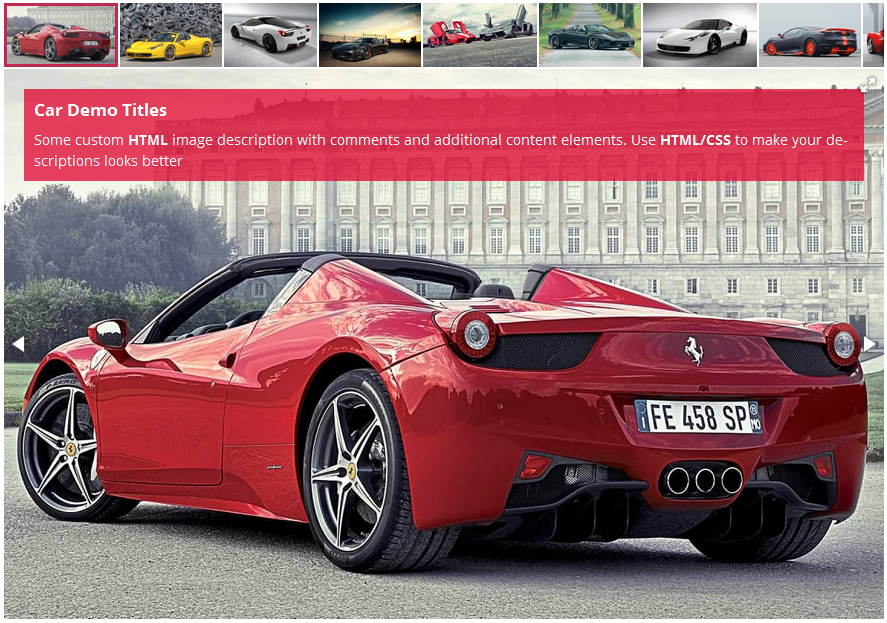 Car Demo Titles
Some custom HTML image description with comments and additional content elements. Use HTML/CSS to make your de-
scriptions looks better
FE 458 SP
I
MO